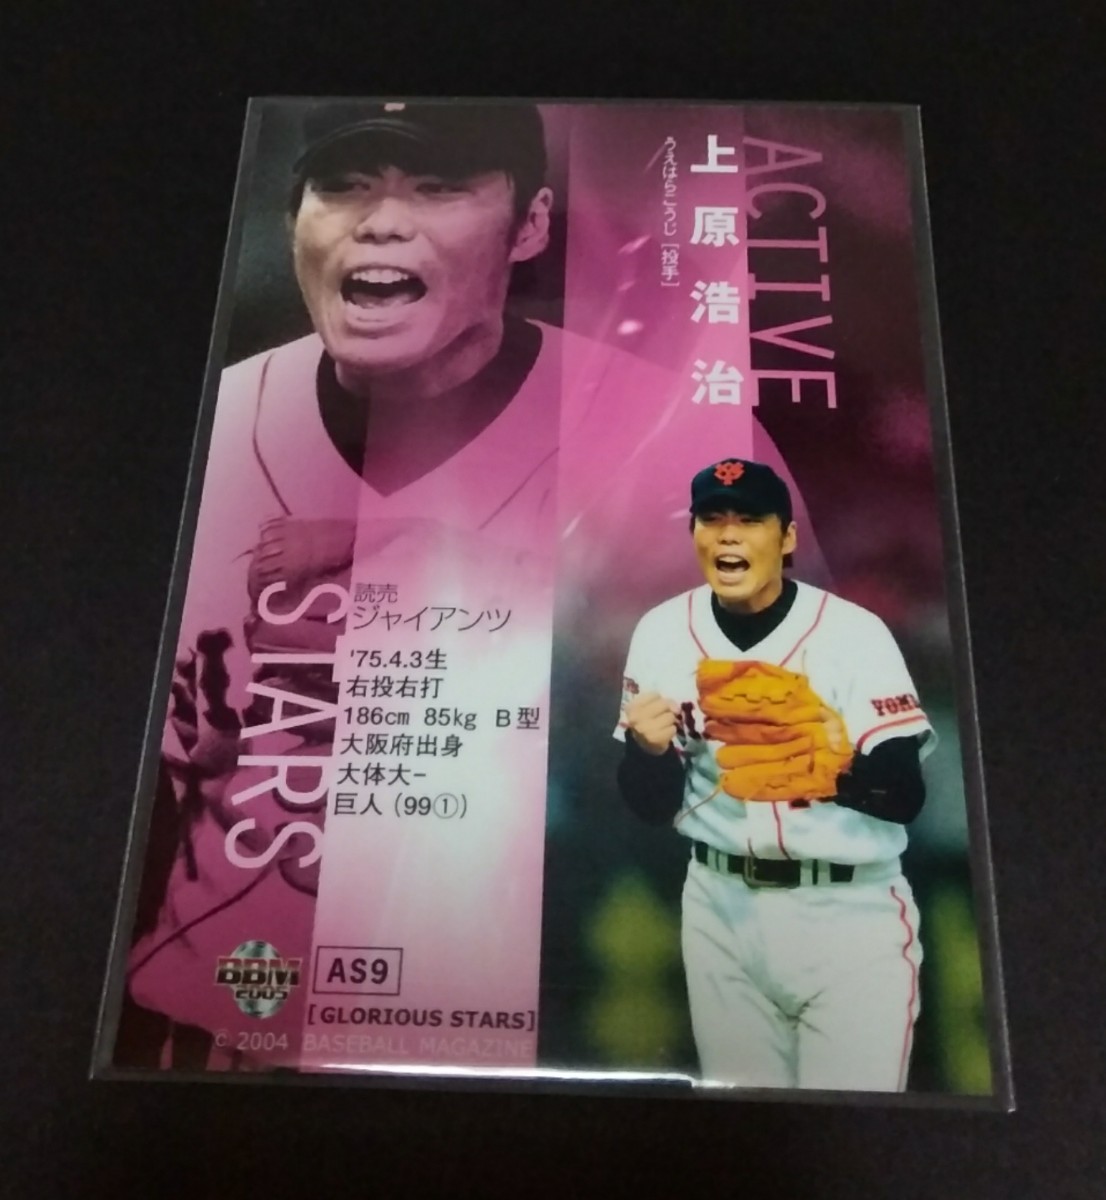 ACTIVE
上原浩治
うえはらこうじ [投手]
STARS
読売
ジャイアンツ
'75.4.3生
右投右打
186cm 85kg B型
大阪府出身
大体大−
巨人 (99①)
YOMI
BBM
2005
AS9
[GLORIOUS STARS]
© 2004 BASEBALL MAGAZINE